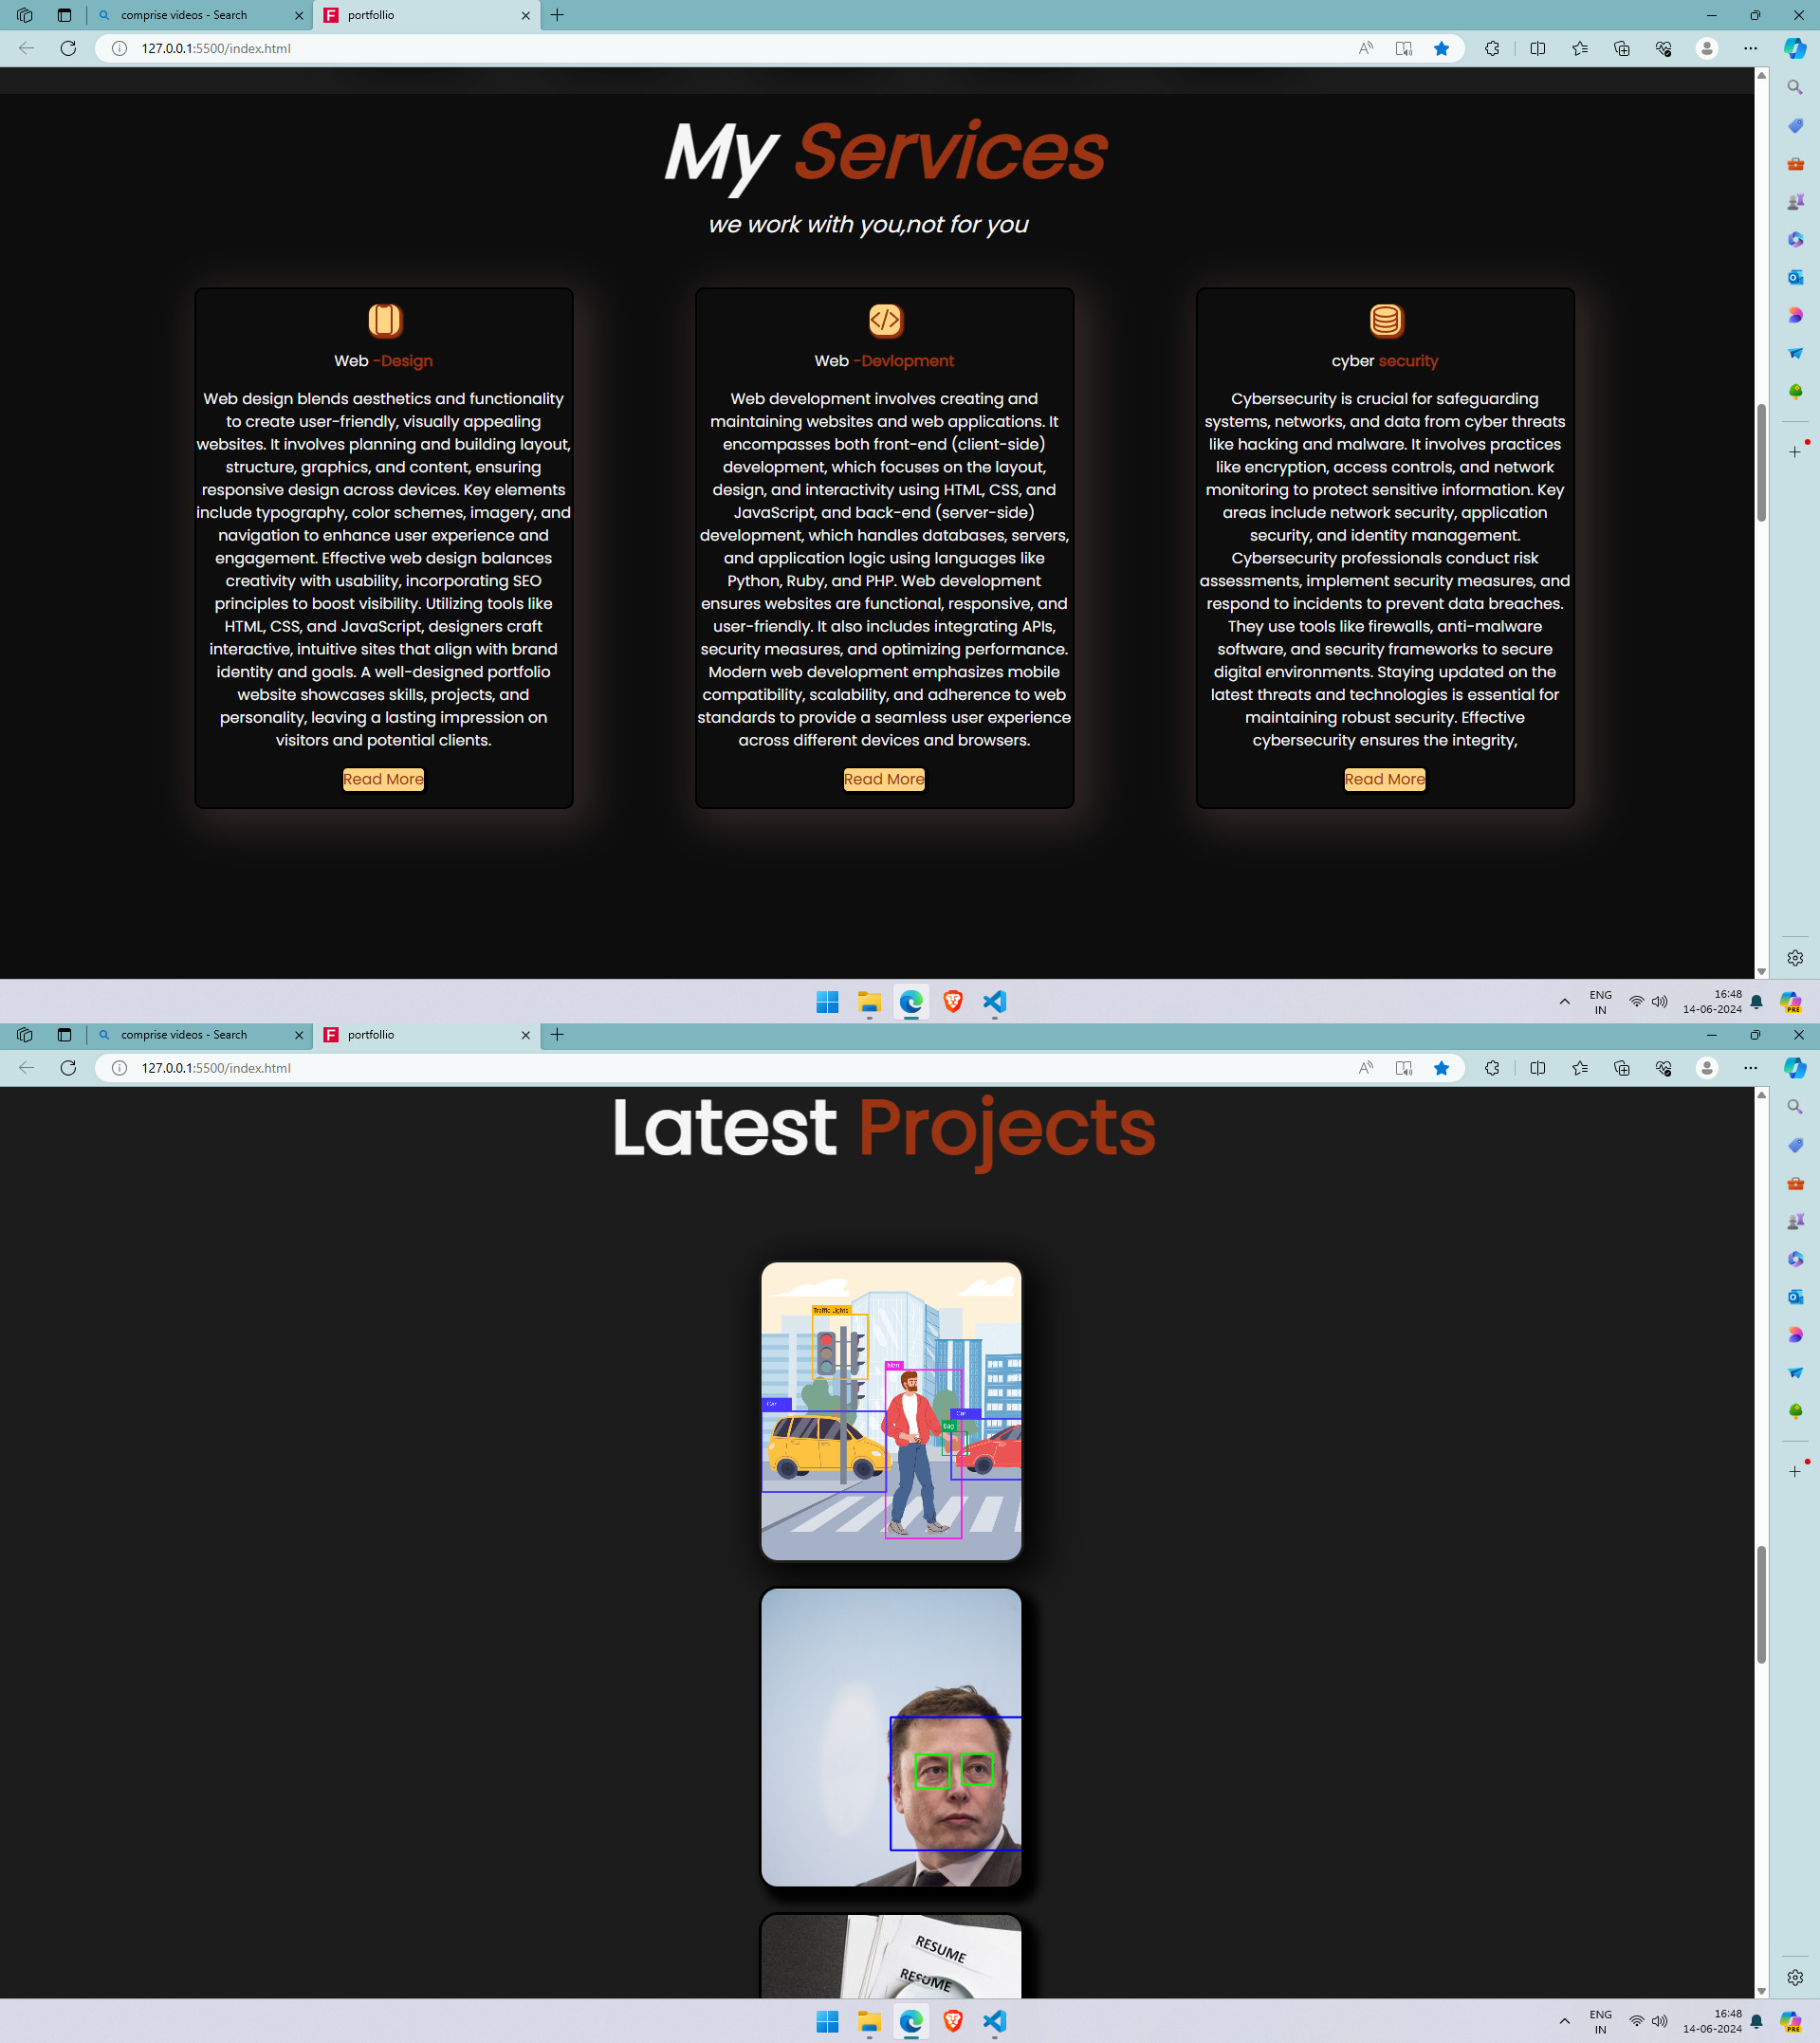 comprise videos - Search
portfollio
127.0.0.1:5500/index.html
My Services
we work with you,not for you
Web -Design
Web design blends aesthetics and functionality
to create user-friendly, visually appealing
websites. It involves planning and building layout,
structure, graphics, and content, ensuring
responsive design across devices. Key elements
include typography, color schemes, imagery, and
navigation to enhance user experience and
engagement. Effective web design balances
creativity with usability, incorporating SEO
principles to boost visibility. Utilizing tools like
HTML, CSS, and JavaScript, designers craft
interactive, intuitive sites that align with brand
identity and goals. A well-designed portfolio
website showcases skills, projects, and
personality, leaving a lasting impression on
visitors and potential clients.
Read More
Web -Devlopment
Web development involves creating and
maintaining websites and web applications. It
encompasses both front-end (client-side)
development, which focuses on the layout,
design, and interactivity using HTML, CSS, and
JavaScript, and back-end (server-side)
development, which handles databases, servers,
and application logic using languages like
Python, Ruby, and PHP. Web development
ensures websites are functional, responsive, and
user-friendly. It also includes integrating APIs,
security measures, and optimizing performance.
Modern web development emphasizes mobile
compatibility, scalability, and adherence to web
standards to provide a seamless user experience
across different devices and browsers.
Read More
cyber security
Cybersecurity is crucial for safeguarding
systems, networks, and data from cyber threats
like hacking and malware. It involves practices
like encryption, access controls, and network
monitoring to protect sensitive information. Key
areas include network security, application
security, and identity management.
Cybersecurity professionals conduct risk
assessments, implement security measures, and
respond to incidents to prevent data breaches.
They use tools like firewalls, anti-malware
software, and security frameworks to secure
digital environments. Staying updated on the
latest threats and technologies is essential for
maintaining robust security. Effective
cybersecurity ensures the integrity,
Read More
ENG
IN
16:48
14-06-2024
PRE
comprise videos - Search
portfollio
127.0.0.1:5500/index.html
Latest Projects
Traffic Lights
Car
Bag
Car
RESUME
RESUME
ENG
IN
16:48
14-06-2024
PRE